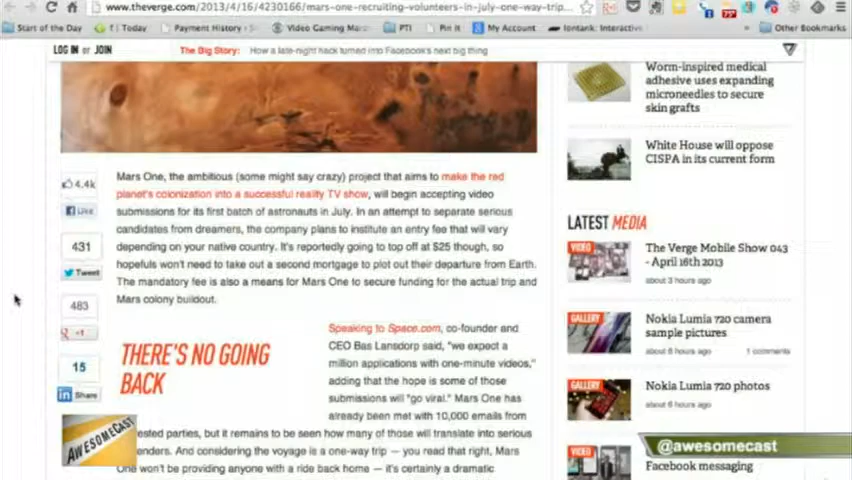 www.theverge.com/2013/4/16/4230166/mars-one-recruiting-volunteers-in-july-one-way-trip...
Start of the Day
! Today
Payment History
PTI
Pin It
My Account
Iontank: Interactive
Other Bookmarks
LOG IN or JOIN
The Big Story: How a late-night hack turned into Facebook's next big thing
Mars One, the ambitious (some might say crazy) project that aims to make the red
planet's colonization into a successful reality TV show, will begin accepting video
submissions for its first batch of astronauts in July. In an attempt to separate serious
candidates from dreamers, the company plans to institute an entry fee that will vary
depending on your native country. It's reportedly going to top off at $25 though, so
hopefuls won't need to take out a second mortgage to plot out their departure from Earth.
The mandatory fee is also a means for Mars One to secure funding for the actual trip and
Mars colony buildout.
4.4k
Like
431
Tweet
483
+1
15
Share
THERE'S NO GOING
BACK
Speaking to Space.com, co-founder and
CEO Bas Lansdorp said, "we expect a
million applications with one-minute videos,"
adding that the hope is some of those
submissions will "go viral." Mars One has
already been met with 10,000 emails from
ested parties, but it remains to be seen how many of those will translate into serious
enders. And considering the voyage is a one-way trip — you read that right, Mars
One won't be providing anyone with a ride back home — it's certainly a dramatic
Worm-inspired medical
adhesive uses expanding
microneedles to secure
skin grafts
White House will oppose
CISPA in its current form
LATEST MEDIA
VIDEO
The Verge Mobile Show 043
- April 16th 2013
about 3 hours ago
GALLERY
Nokia Lumia 720 camera
sample pictures
about 6 hours ago
1 comments
GALLERY
Nokia Lumia 720 photos
about 6 hours ago
VIDEO
Facebook messaging
AWESOMECAST
@awesomecast